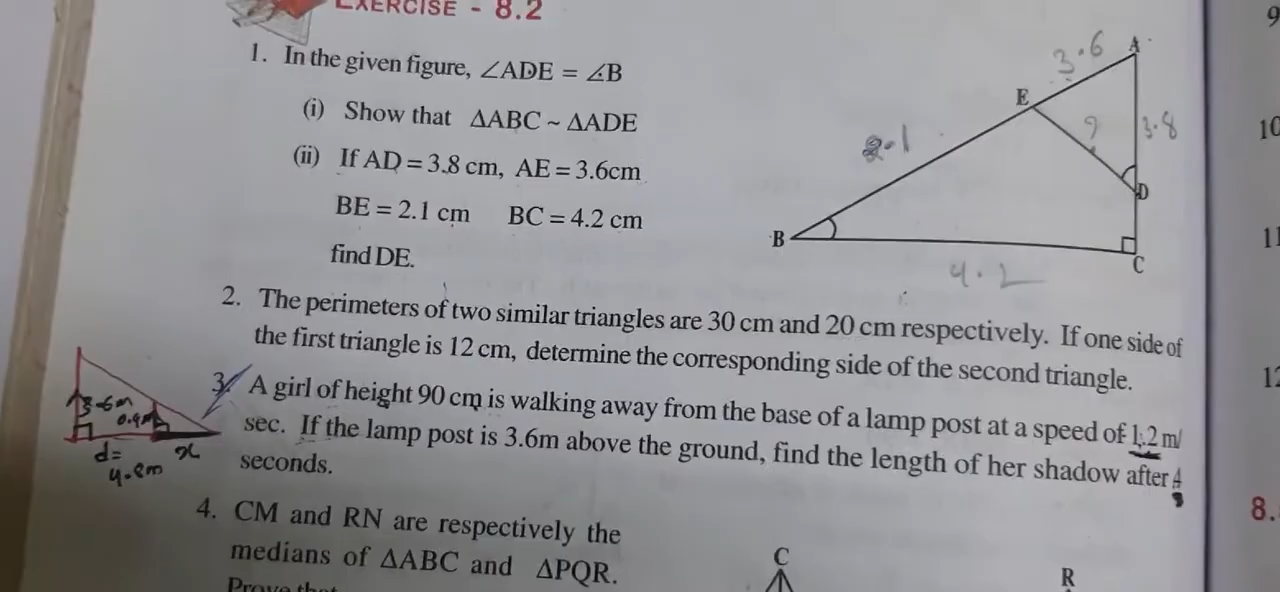 EXERCISE - 8.2
1. In the given figure, ∠ADE = ∠B
(i) Show that ΔABC ~ ΔADE
(ii) If AD = 3.8 cm, AE = 3.6cm
BE = 2.1 cm BC = 4.2 cm
find DE.
A
3.6
E
2.1
?
3.8
D
B
4.2
C
2. The perimeters of two similar triangles are 30 cm and 20 cm respectively. If one side of
the first triangle is 12 cm, determine the corresponding side of the second triangle.
3. A girl of height 90 cm is walking away from the base of a lamp post at a speed of 1.2 m/
sec. If the lamp post is 3.6m above the ground, find the length of her shadow after 4
seconds.
3.6m
0.9m
d=
4.8m
x
4. CM and RN are respectively the
medians of ΔABC and ΔPQR.
Prove that
C
R
9
10
11
12
8.